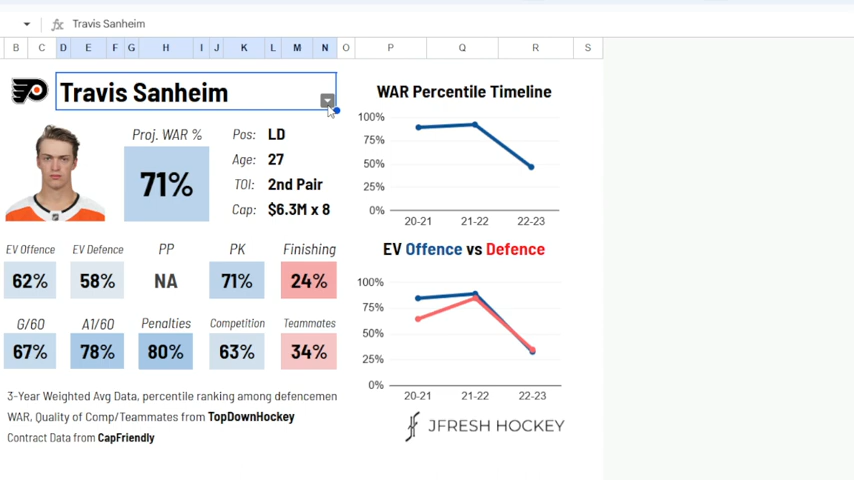 fx Travis Sanheim
B C D E F G H I J K L M N O P Q R S
Travis Sanheim
Proj. WAR %
71%
Pos: LD
Age: 27
TOI: 2nd Pair
Cap: $6.3M x 8
EV Offence EV Defence PP PK Finishing
62% 58% NA 71% 24%
G/60 A1/60 Penalties Competition Teammates
67% 78% 80% 63% 34%
3-Year Weighted Avg Data, percentile ranking among defencemen
WAR, Quality of Comp/Teammates from TopDownHockey
Contract Data from CapFriendly
WAR Percentile Timeline
100%
75%
50%
25%
0%
20-21 21-22 22-23
EV Offence vs Defence
100%
75%
50%
25%
0%
20-21 21-22 22-23
JFRESH HOCKEY